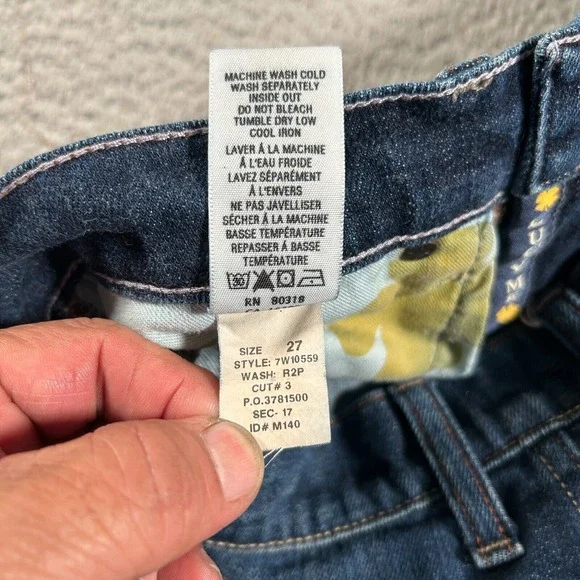 MACHINE WASH COLD
WASH SEPARATELY
INSIDE OUT
DO NOT BLEACH
TUMBLE DRY LOW
COOL IRON
LAVER À LA MACHINE
À L'EAU FROIDE
LAVEZ SÉPARÉMENT
À L'ENVERS
NE PAS JAVELLISER
SÉCHER À LA MACHINE
BASSE TEMPÉRATURE
REPASSER À BASSE
TEMPÉRATURE
RN 80318
SIZE 27
STYLE: 7W10559
WASH: R2P
CUT# 3
P.O.3781500
SEC- 17
ID# M140